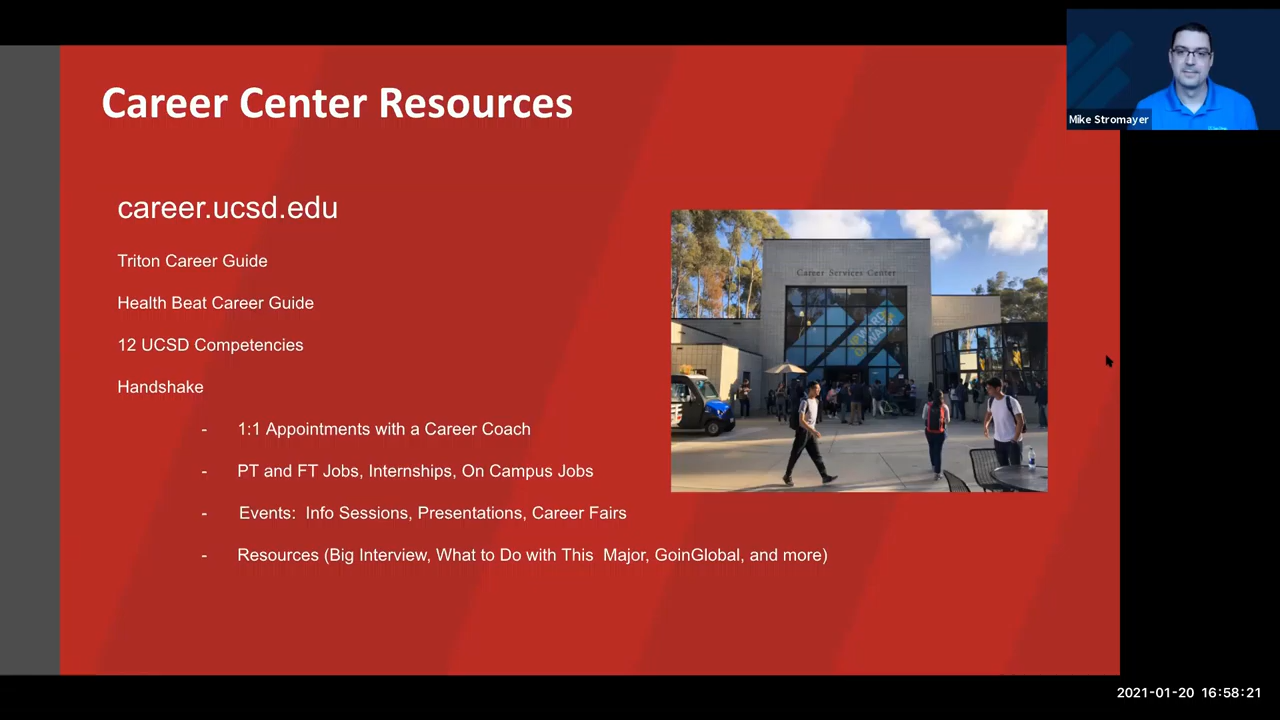 Career Center Resources
Mike Stromayer
career.ucsd.edu
Triton Career Guide
Health Beat Career Guide
12 UCSD Competencies
Handshake
- 1:1 Appointments with a Career Coach
- PT and FT Jobs, Internships, On Campus Jobs
- Events: Info Sessions, Presentations, Career Fairs
- Resources (Big Interview, What to Do with This Major, GoinGlobal, and more)
Career Services Center
2021-01-20 16:58:21